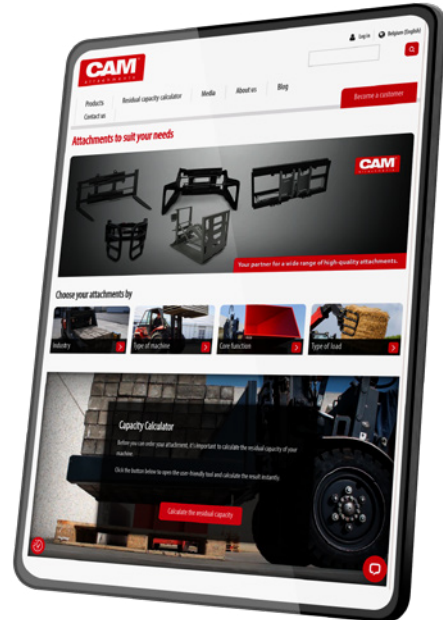 Log in
Belgium (English)
CAM
attachments
Products
Residual capacity calculator
Media
About us
Blog
Become a customer
Contact us
Attachments to suit your needs
CAM
attachments
Your partner for a wide range of high-quality attachments.
Choose your attachments by
Industry
Type of machine
Core function
Type of load
Capacity Calculator
Before you can order your attachment, it's important to calculate the residual capacity of your
machine.
Click the button below to open the user-friendly tool and calculate the result instantly.
Calculate the residual capacity